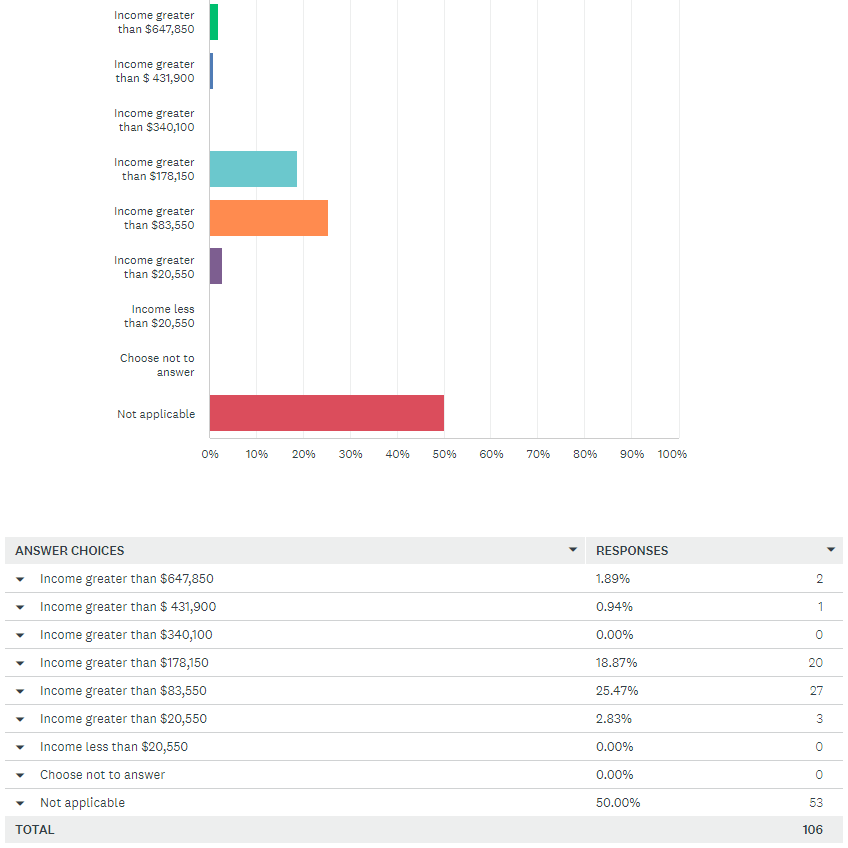 Income greater
than $647,850
Income greater
than $ 431,900
Income greater
than $340,100
Income greater
than $178,150
Income greater
than $83,550
Income greater
than $20,550
Income less
than $20,550
Choose not to
answer
Not applicable
0% 10% 20% 30% 40% 50% 60% 70% 80% 90% 100%
ANSWER CHOICES RESPONSES
Income greater than $647,850 1.89% 2
Income greater than $ 431,900 0.94% 1
Income greater than $340,100 0.00% 0
Income greater than $178,150 18.87% 20
Income greater than $83,550 25.47% 27
Income greater than $20,550 2.83% 3
Income less than $20,550 0.00% 0
Choose not to answer 0.00% 0
Not applicable 50.00% 53
TOTAL 106